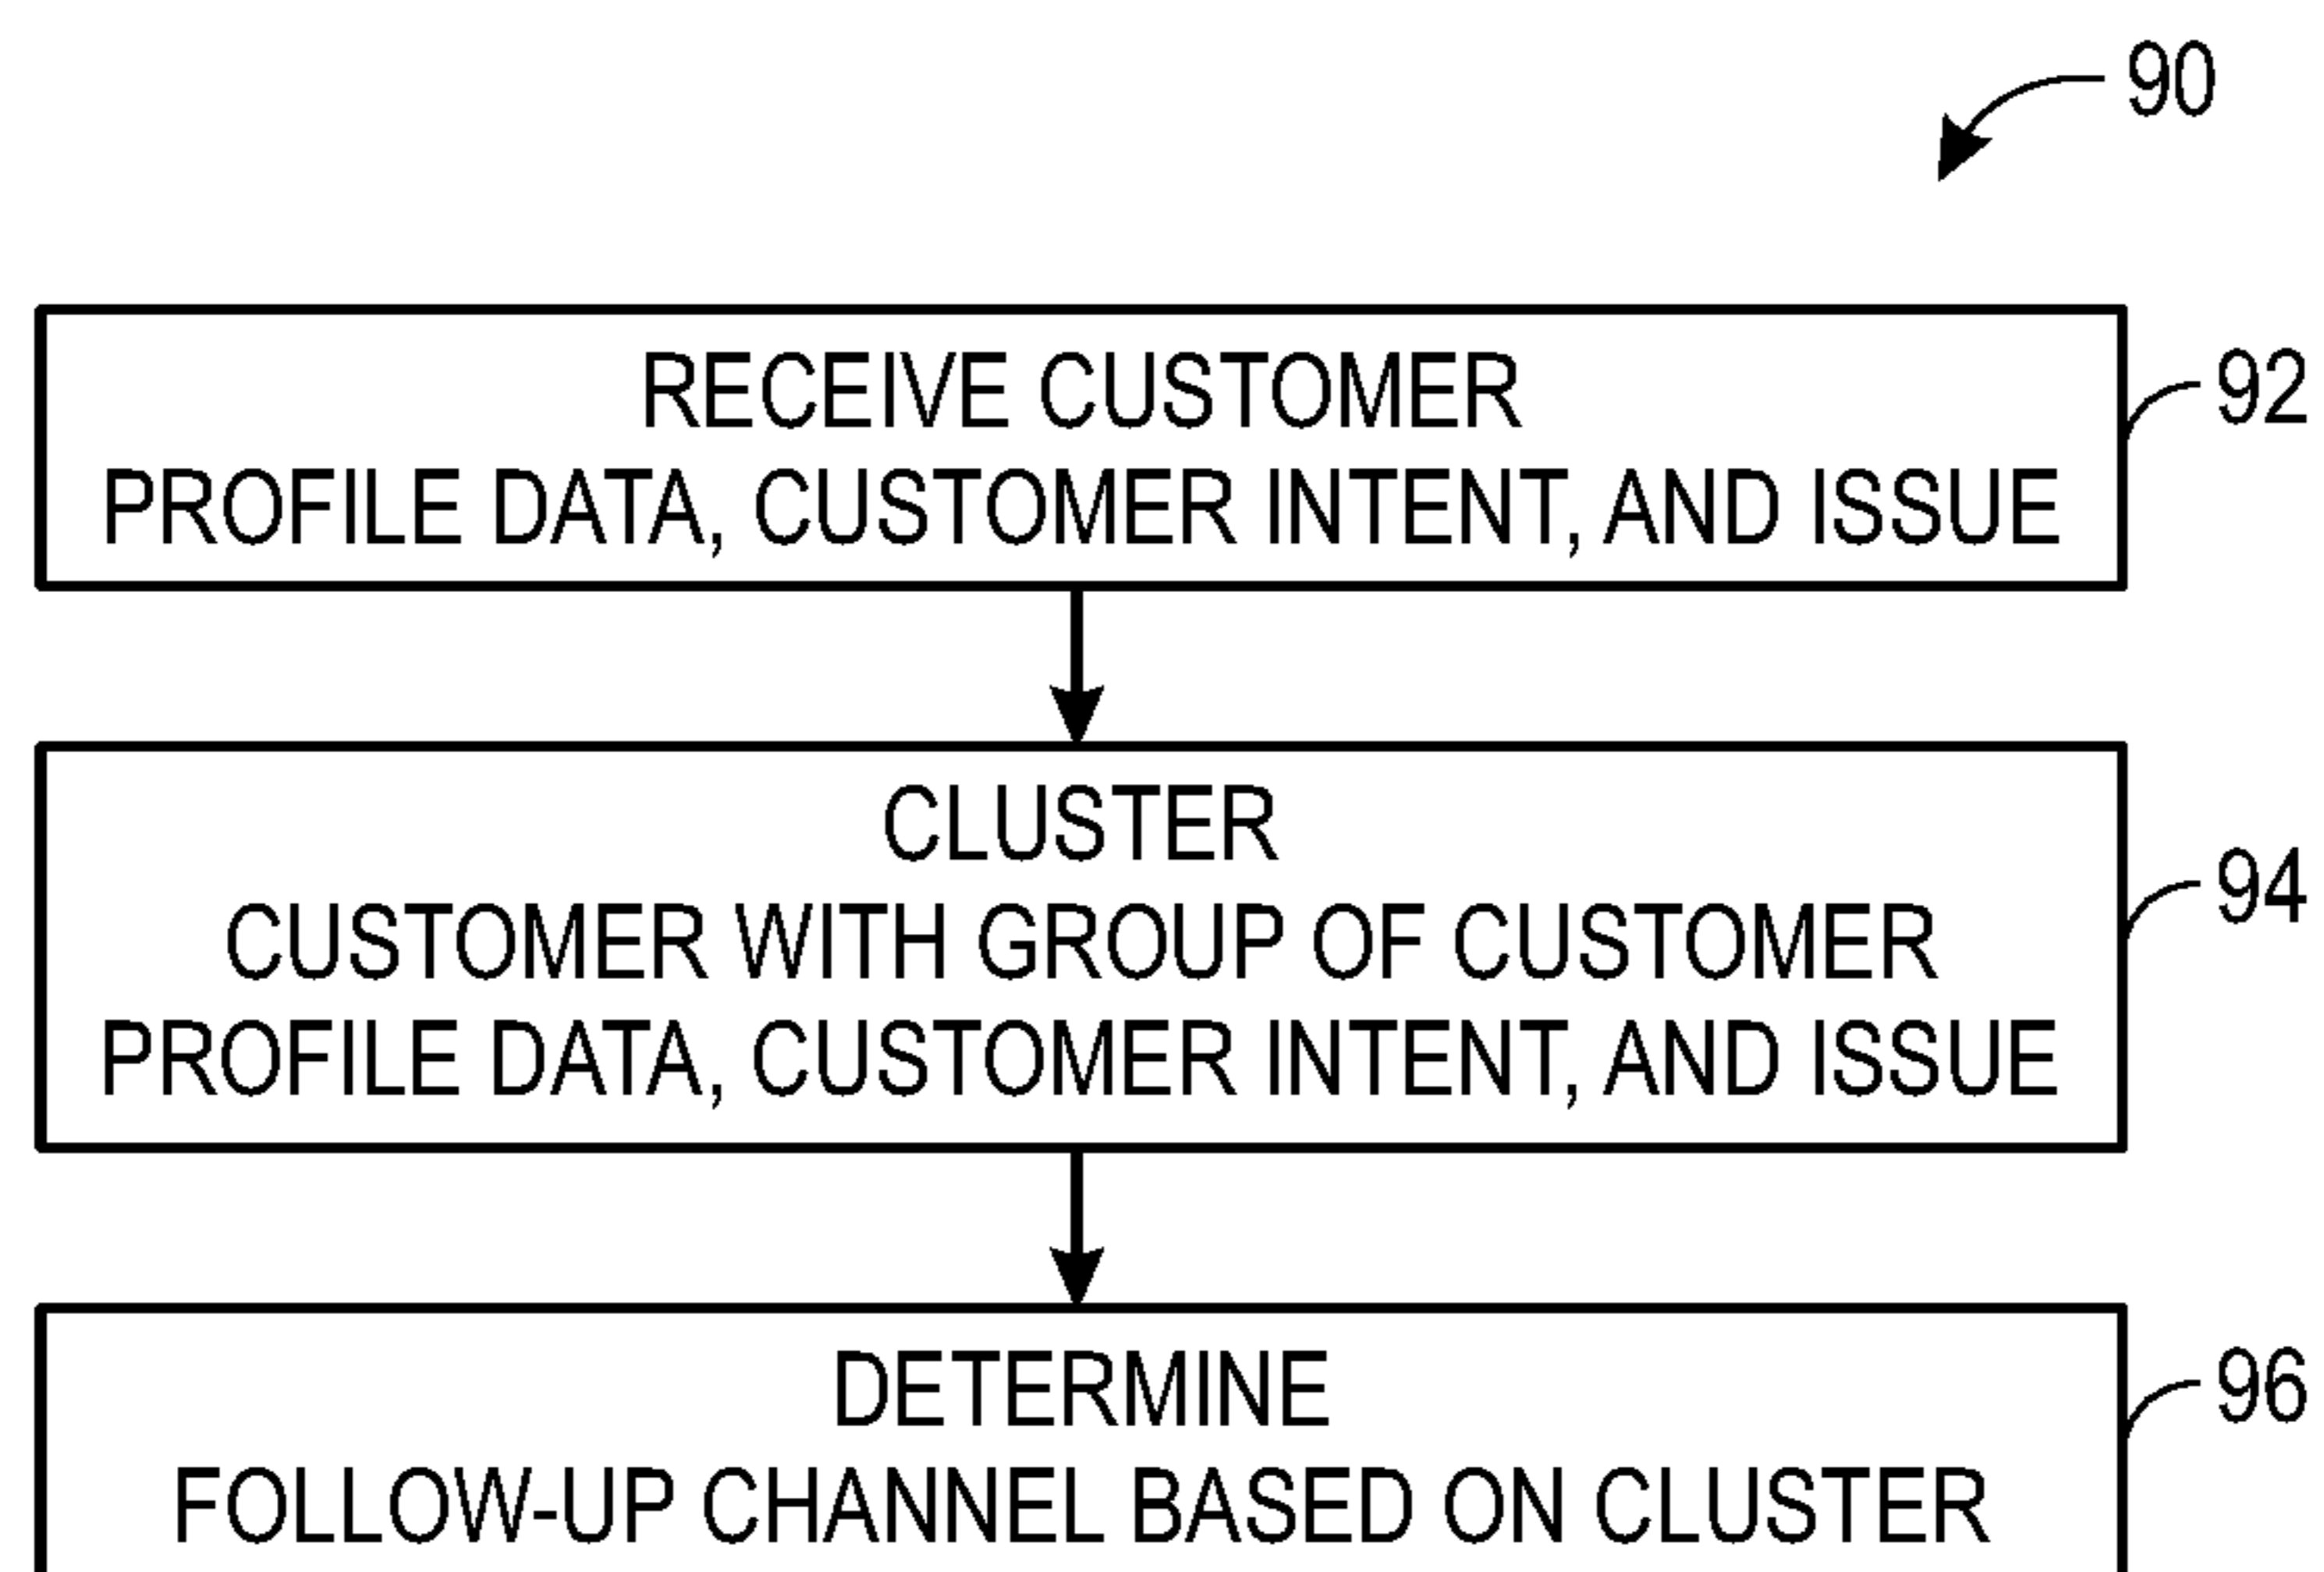 90
RECEIVE CUSTOMER
PROFILE DATA, CUSTOMER INTENT, AND ISSUE
92
CLUSTER
CUSTOMER WITH GROUP OF CUSTOMER
PROFILE DATA, CUSTOMER INTENT, AND ISSUE
94
DETERMINE
FOLLOW-UP CHANNEL BASED ON CLUSTER
96